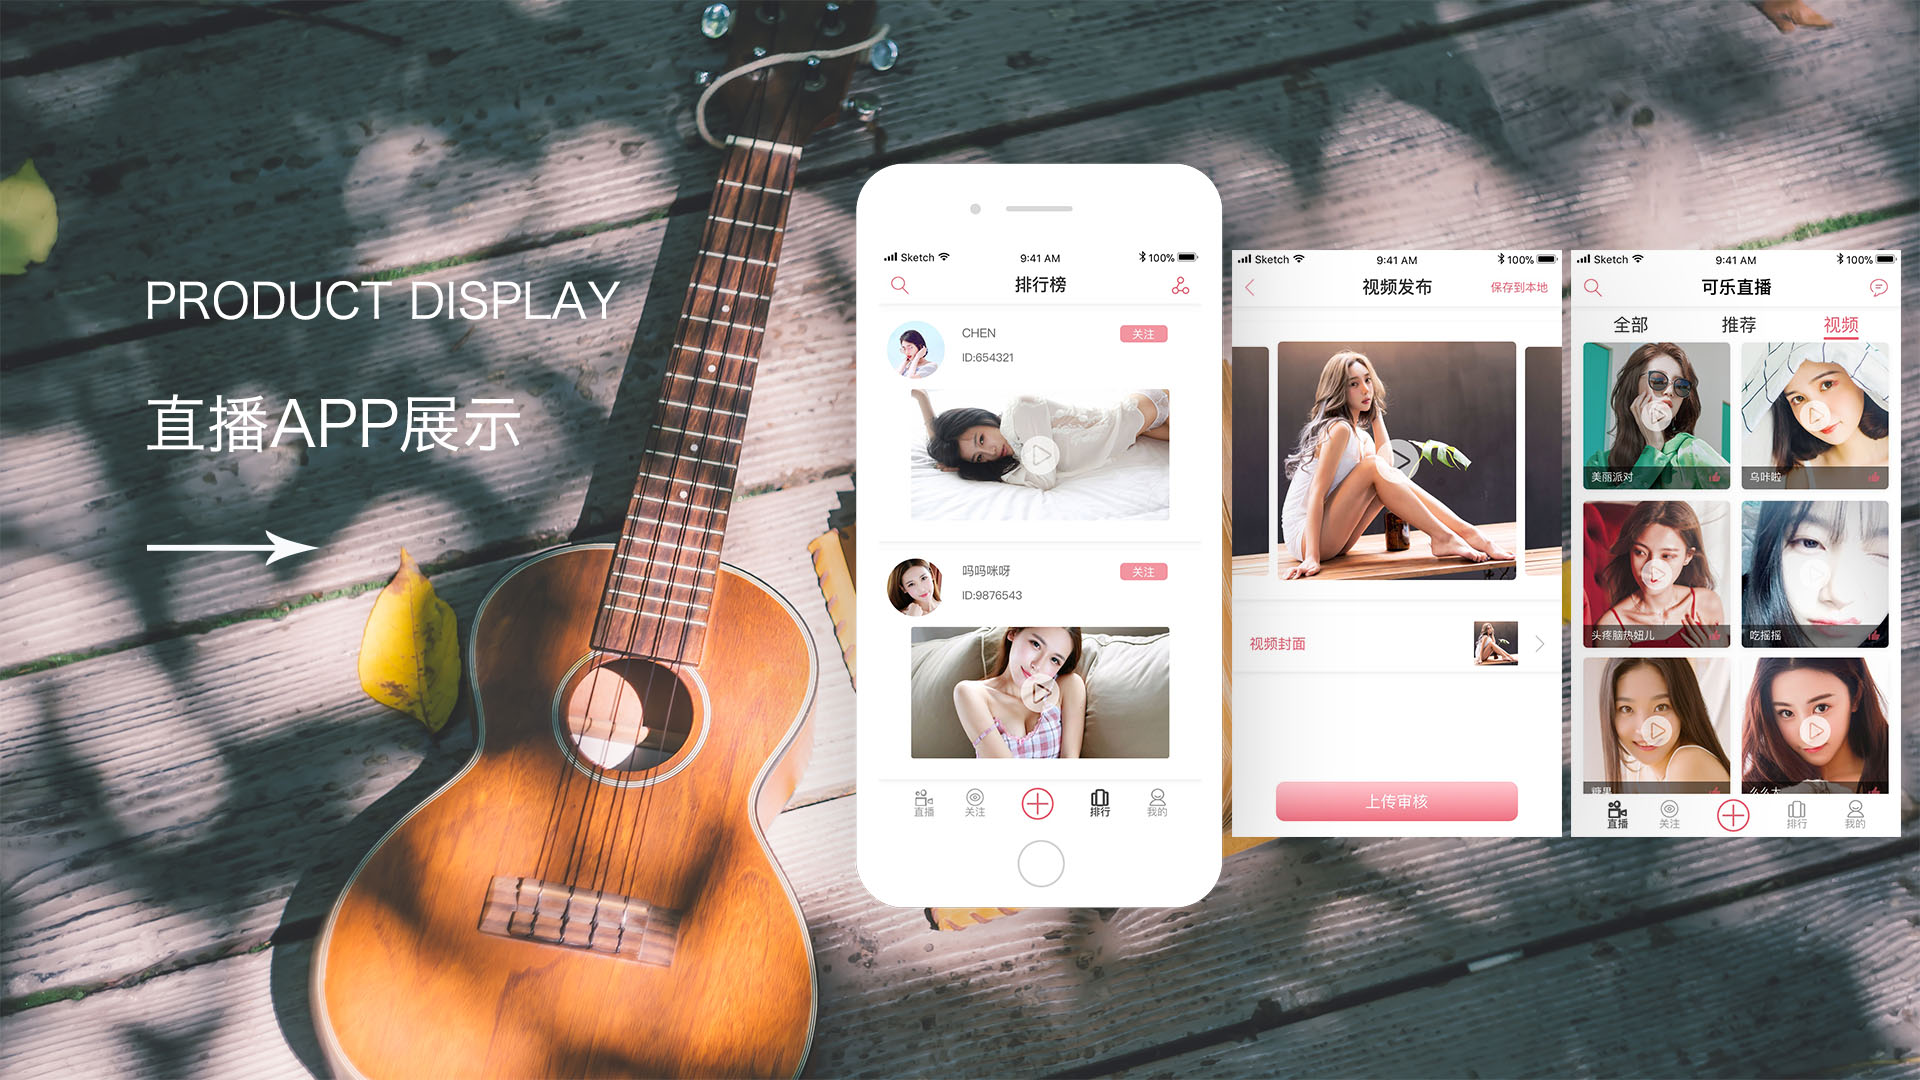 PRODUCT DISPLAY
直播APP展示
Sketch
9:41 AM
100%
排行榜
CHEN
关注
ID:654321
吗吗咪呀
关注
ID:9876543
直播
关注
排行
我的
Sketch
9:41 AM
100%
视频发布
保存到本地
视频封面
上传审核
Sketch
9:41 AM
100%
可乐直播
全部
推荐
视频
美丽派对
乌咔啦
头疼脑热妞儿
吃摇摇
糖果
直播
关注
排行
我的